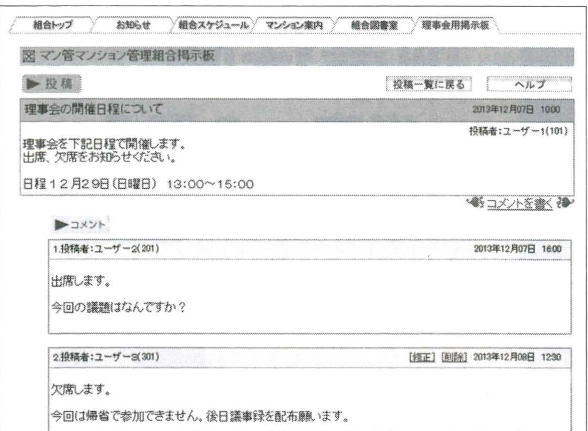 組合トップ お知らせ 組合スケジュール マンション案内 組合図書室 理事会用掲示板
マン管マンション管理組合掲示板
▶投稿 投稿一覧に戻る ヘルプ
理事会の開催日程について 2013年12月07日 10:00
投稿者:ユーザー1(101)
理事会を下記日程で開催します。
出席、欠席をお知らせください。
日程12月29日(日曜日) 13:00~15:00
コメントを書く
▶コメント
1.投稿者:ユーザー2(201) 2013年12月07日 16:00
出席します。
今回の議題はなんですか?
2.投稿者:ユーザー3(301) [修正] [削除] 2013年12月08日 12:30
欠席します。
今回は帰省で参加できません。後日議事録を配布願います。